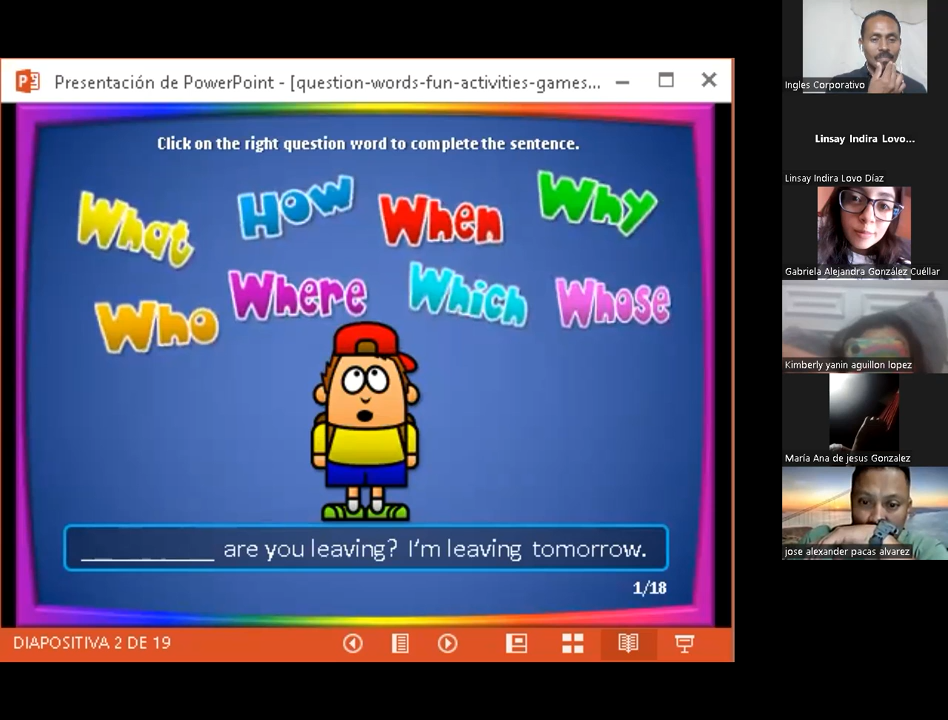 Presentación de PowerPoint - [question-words-fun-activities-games...
Click on the right question word to complete the sentence.
What How When Why
Who Where Which Whose
_____________ are you leaving? I'm leaving tomorrow.
1/18
DIAPOSITIVA 2 DE 19
Ingles Corporativo
Linsay Indira Lovo...
Linsay Indira Lovo Díaz
Gabriela Alejandra González Cuéllar
Kimberly yanin aguillon lopez
María Ana de jesus Gonzalez
jose alexander pacas alvarez